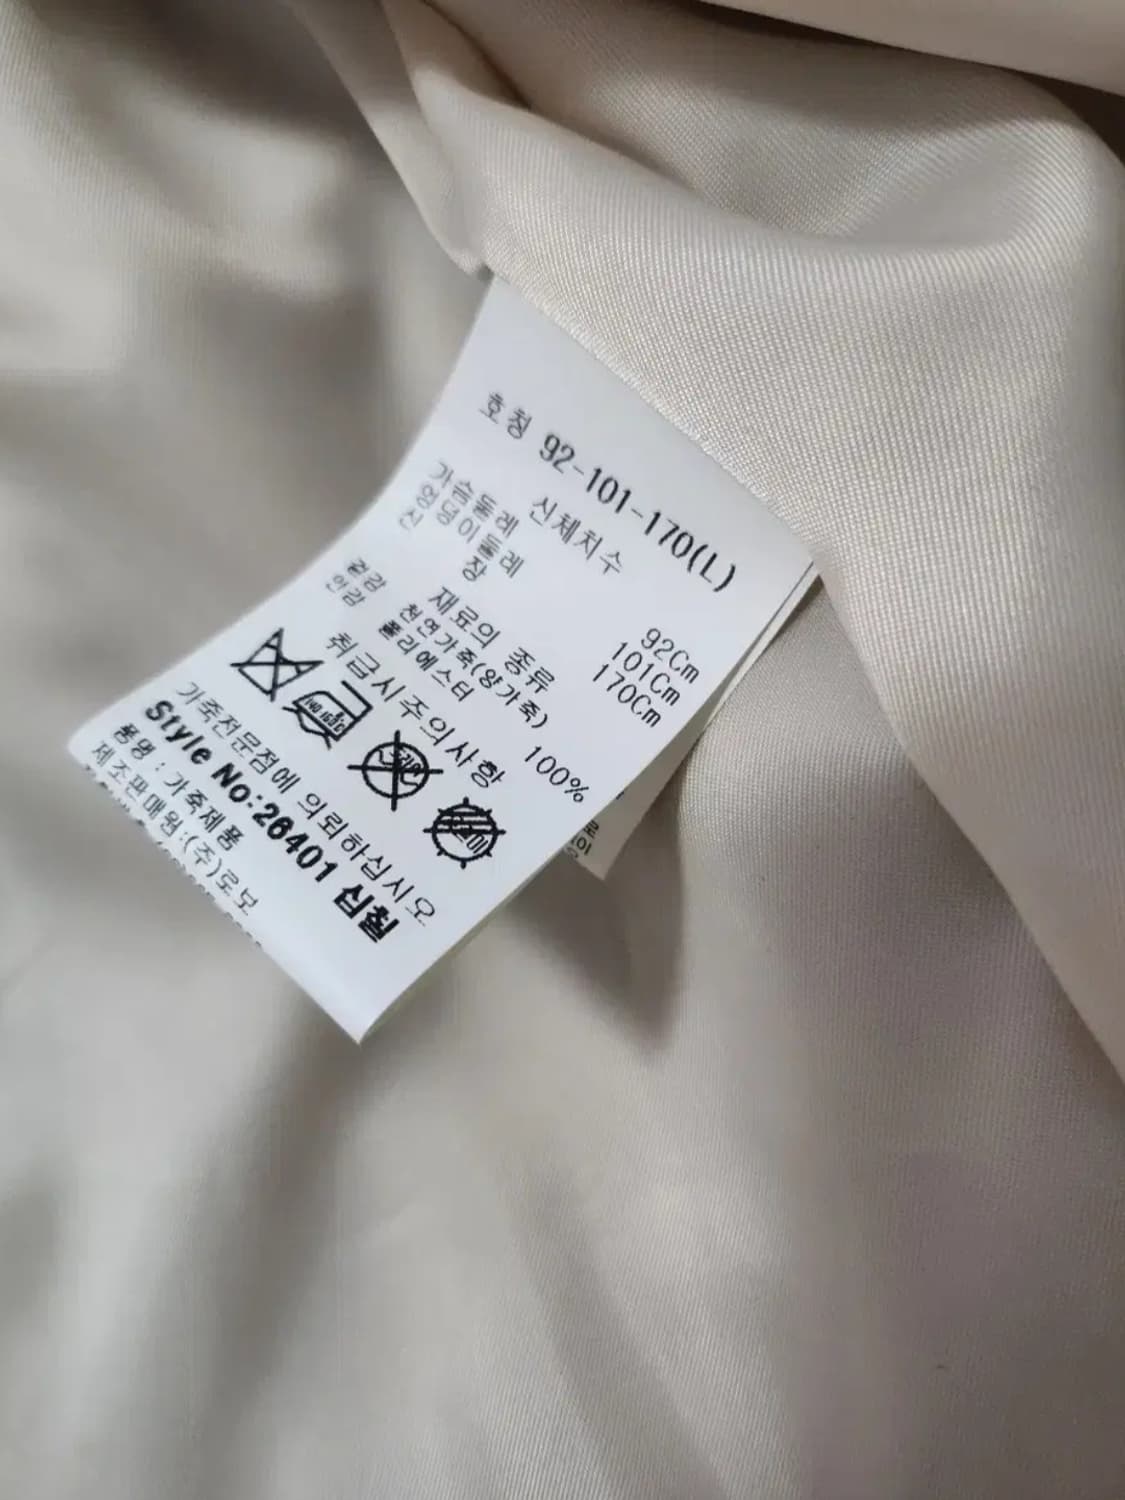 호칭 92-101-170(L)
신체치수
가슴둘레 92Cm
엉덩이둘레 101Cm
신 장 170Cm
재료의 종류
겉감 천연가죽(양가죽) 100%
안감 폴리에스터
취급시주의사항
가죽전문점에 의뢰하십시오
Style No:26401 십칠
품명 : 가죽제품
제조판매원:(주)로보